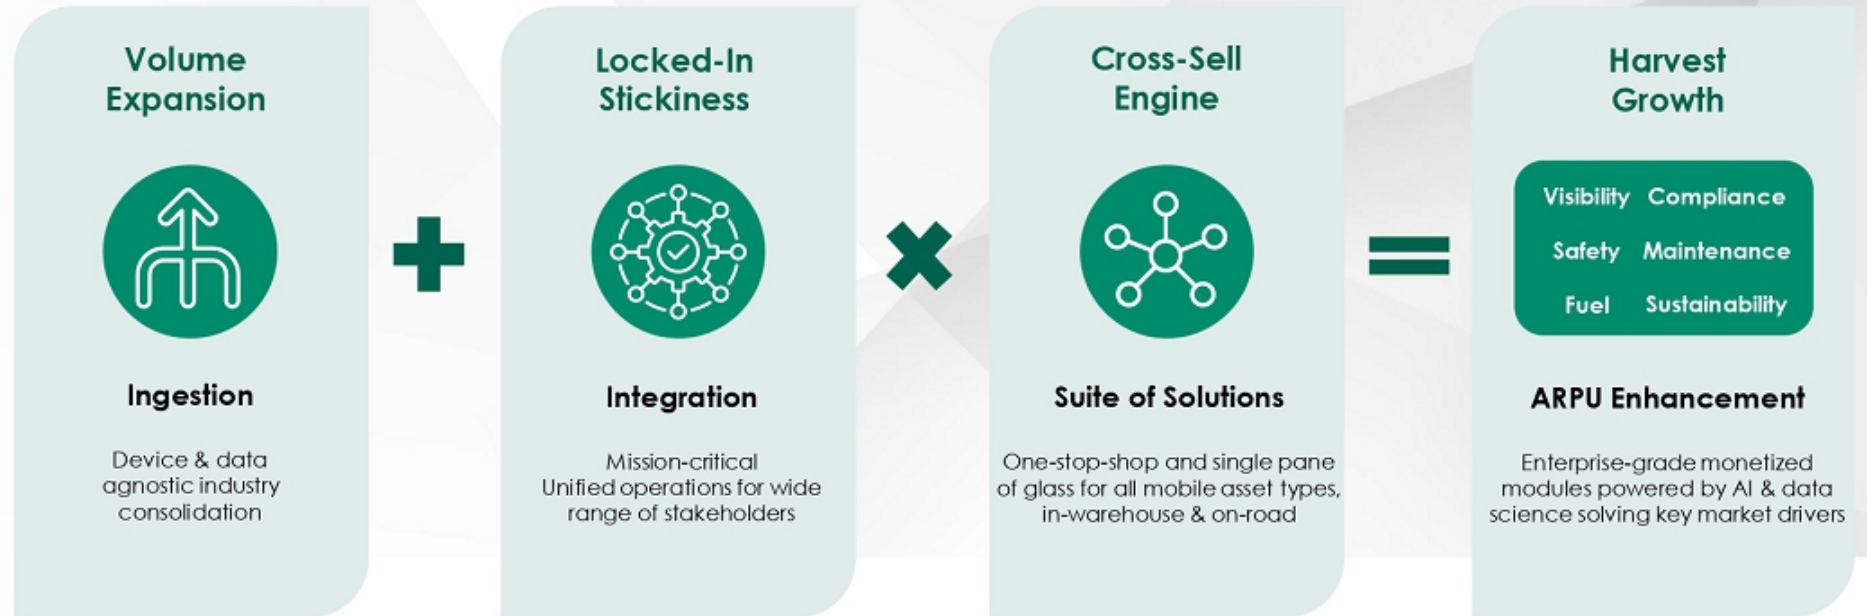 Volume
Expansion
Ingestion
Device & data
agnostic industry
consolidation
Locked-In
Stickiness
Integration
Mission-critical
Unified operations for wide
range of stakeholders
Cross-Sell
Engine
Suite of Solutions
One-stop-shop and single pane
of glass for all mobile asset types,
in-warehouse & on-road
Harvest
Growth
Visibility Compliance
Safety Maintenance
Fuel Sustainability
ARPU Enhancement
Enterprise-grade monetized
modules powered by AI & data
science solving key market drivers